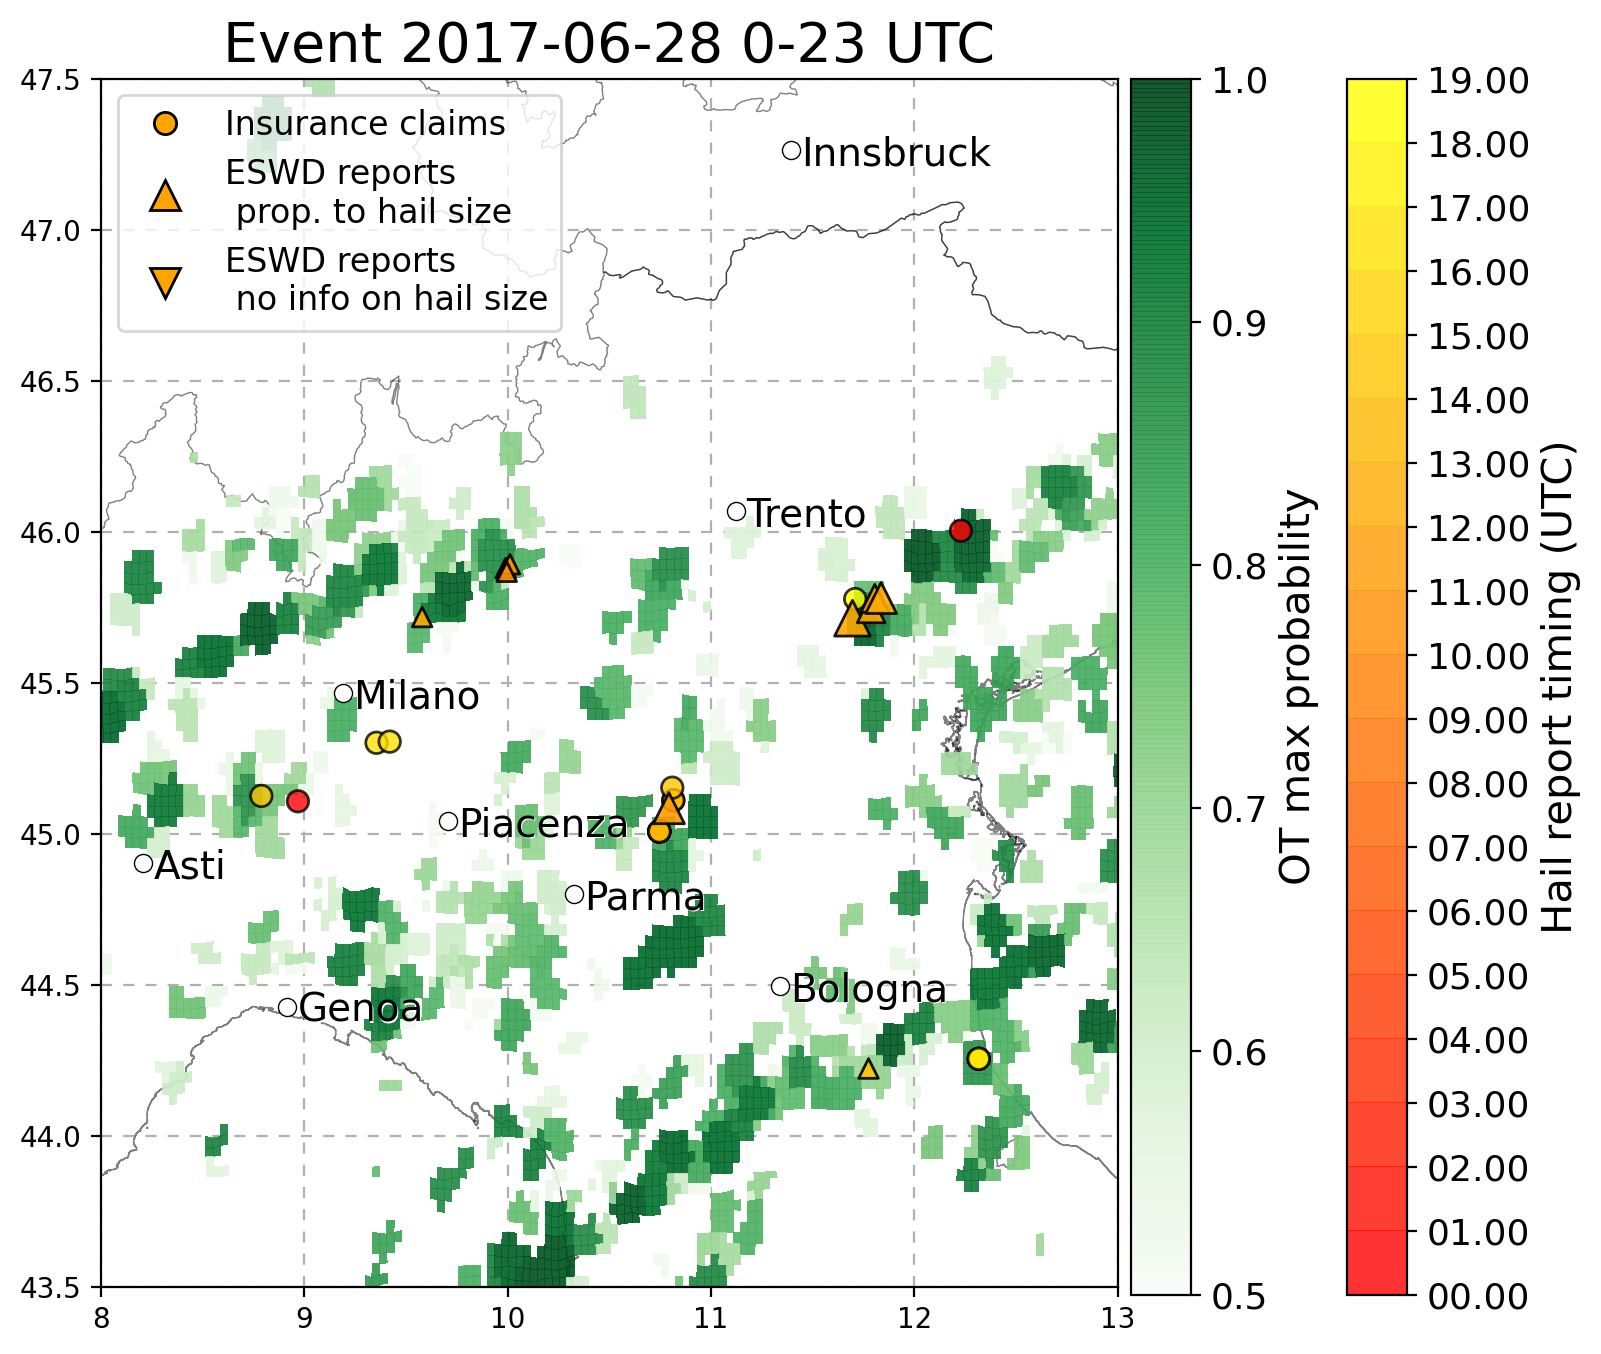 Event 2017-06-28 0-23 UTC
Insurance claims
ESWD reports
prop. to hail size
ESWD reports
no info on hail size
47.5
47.0
46.5
46.0
45.5
45.0
44.5
44.0
43.5
8
9
10
11
12
13
Innsbruck
Trento
Milano
Piacenza
Asti
Parma
Genoa
Bologna
1.0
0.9
0.8
0.7
0.6
0.5
OT max probability
19.00
18.00
17.00
16.00
15.00
14.00
13.00
12.00
11.00
10.00
09.00
08.00
07.00
06.00
05.00
04.00
03.00
02.00
01.00
00.00
Hail report timing (UTC)